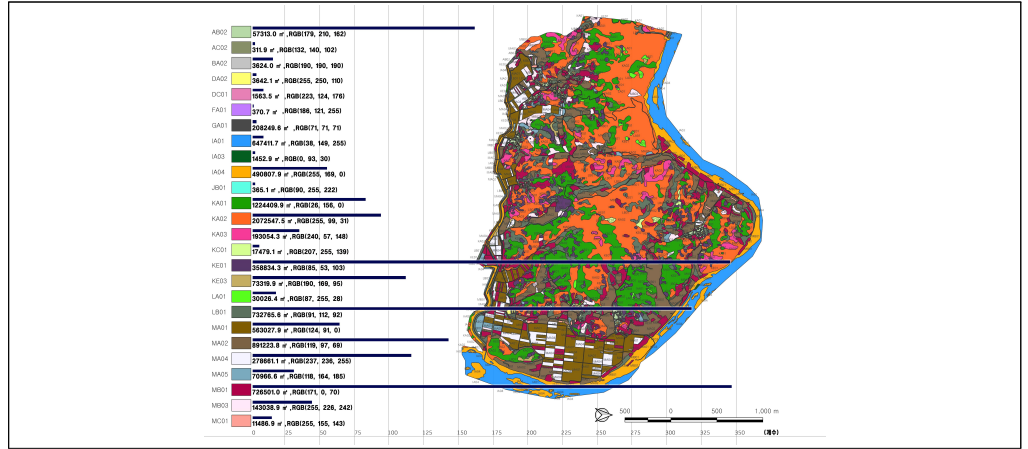 AB02
57313.0 ㎡ ,RGB(179, 210, 162)
AC02
311.9 ㎡ ,RGB(132, 140, 102)
BA02
3624.0 ㎡ ,RGB(190, 190, 190)
DA02
3642.1 ㎡ ,RGB(255, 250, 110)
DC01
1563.5 ㎡ ,RGB(223, 124, 176)
FA01
370.7 ㎡ ,RGB(186, 121, 255)
GA01
208249.6 ㎡ ,RGB(71, 71, 71)
IA01
647411.7 ㎡ ,RGB(38, 149, 255)
IA03
1452.9 ㎡ ,RGB(0, 93, 30)
IA04
490807.9 ㎡ ,RGB(255, 169, 0)
JB01
365.1 ㎡ ,RGB(90, 255, 222)
KA01
1224409.9 ㎡ ,RGB(26, 156, 0)
KA02
2072547.5 ㎡ ,RGB(255, 99, 31)
KA03
193054.3 ㎡ ,RGB(240, 57, 148)
KC01
17479.1 ㎡ ,RGB(207, 255, 139)
KE01
358834.3 ㎡ ,RGB(85, 53, 103)
KE03
73319.9 ㎡ ,RGB(190, 169, 95)
LA01
30026.4 ㎡ ,RGB(87, 255, 28)
LB01
732765.6 ㎡ ,RGB(91, 112, 92)
MA01
563027.9 ㎡ ,RGB(124, 91, 0)
MA02
891223.8 ㎡ ,RGB(119, 97, 69)
MA04
278661.1 ㎡ ,RGB(237, 236, 255)
MA05
70966.6 ㎡ ,RGB(118, 164, 185)
MB01
726501.0 ㎡ ,RGB(171, 0, 70)
MB03
143038.9 ㎡ ,RGB(255, 226, 242)
MC01
11486.9 ㎡ ,RGB(255, 155, 143)
0 25 50 75 100 125 150 175 200 225 250 275 300 325 350 (개수)
500 0 500 1,000 m